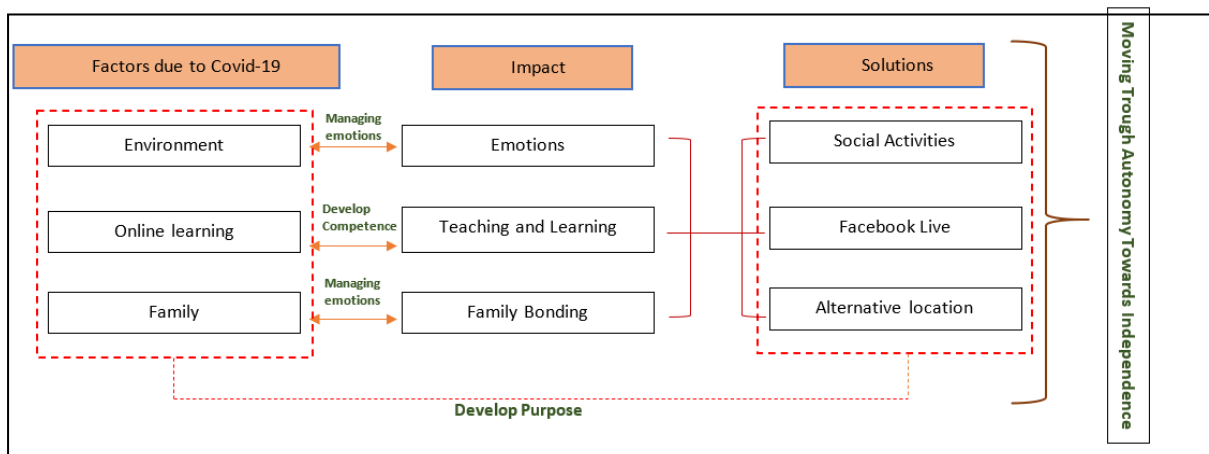 Factors due to Covid-19
Impact
Solutions
Environment
Managing
emotions
Emotions
Social Activities
Online learning
Develop
Competence
Teaching and Learning
Facebook Live
Family
Managing
emotions
Family Bonding
Alternative location
Develop Purpose
Moving Trough Autonomy Towards Independence